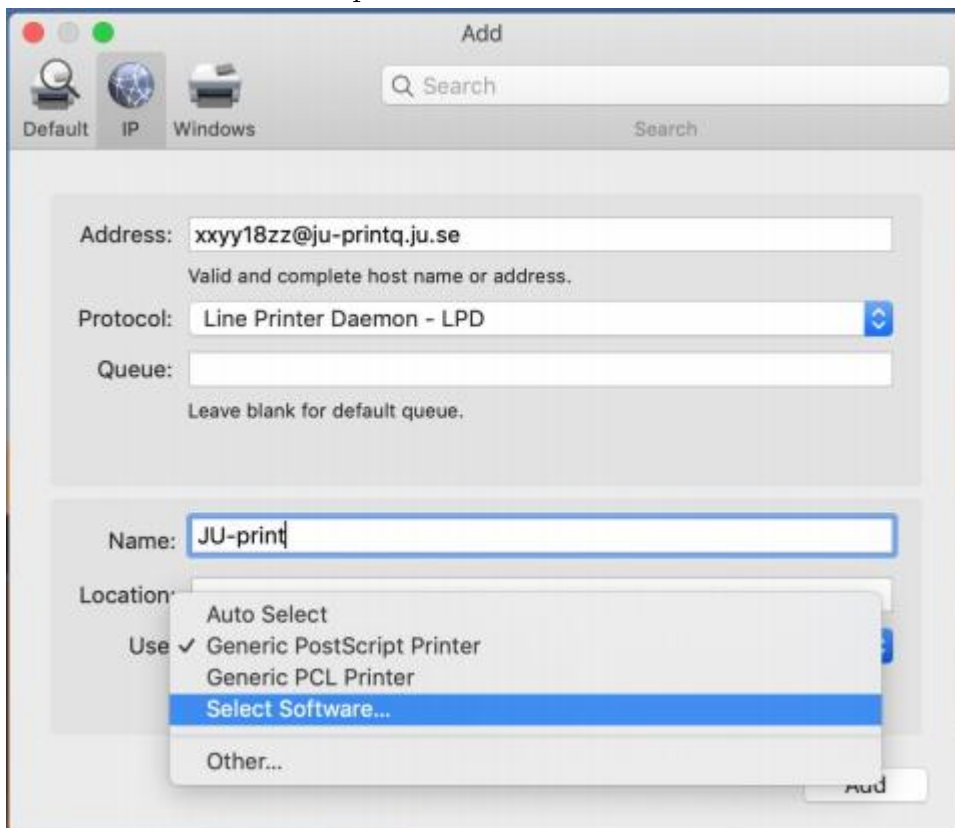 Add
Search
Default IP Windows Search
Address: xxyy18zz@ju-printq.ju.se
Valid and complete host name or address.
Protocol: Line Printer Daemon - LPD
Queue:
Leave blank for default queue.
Name: JU-print
Location:
Auto Select
Use ✓ Generic PostScript Printer
Generic PCL Printer
Select Software...
Other...
Add